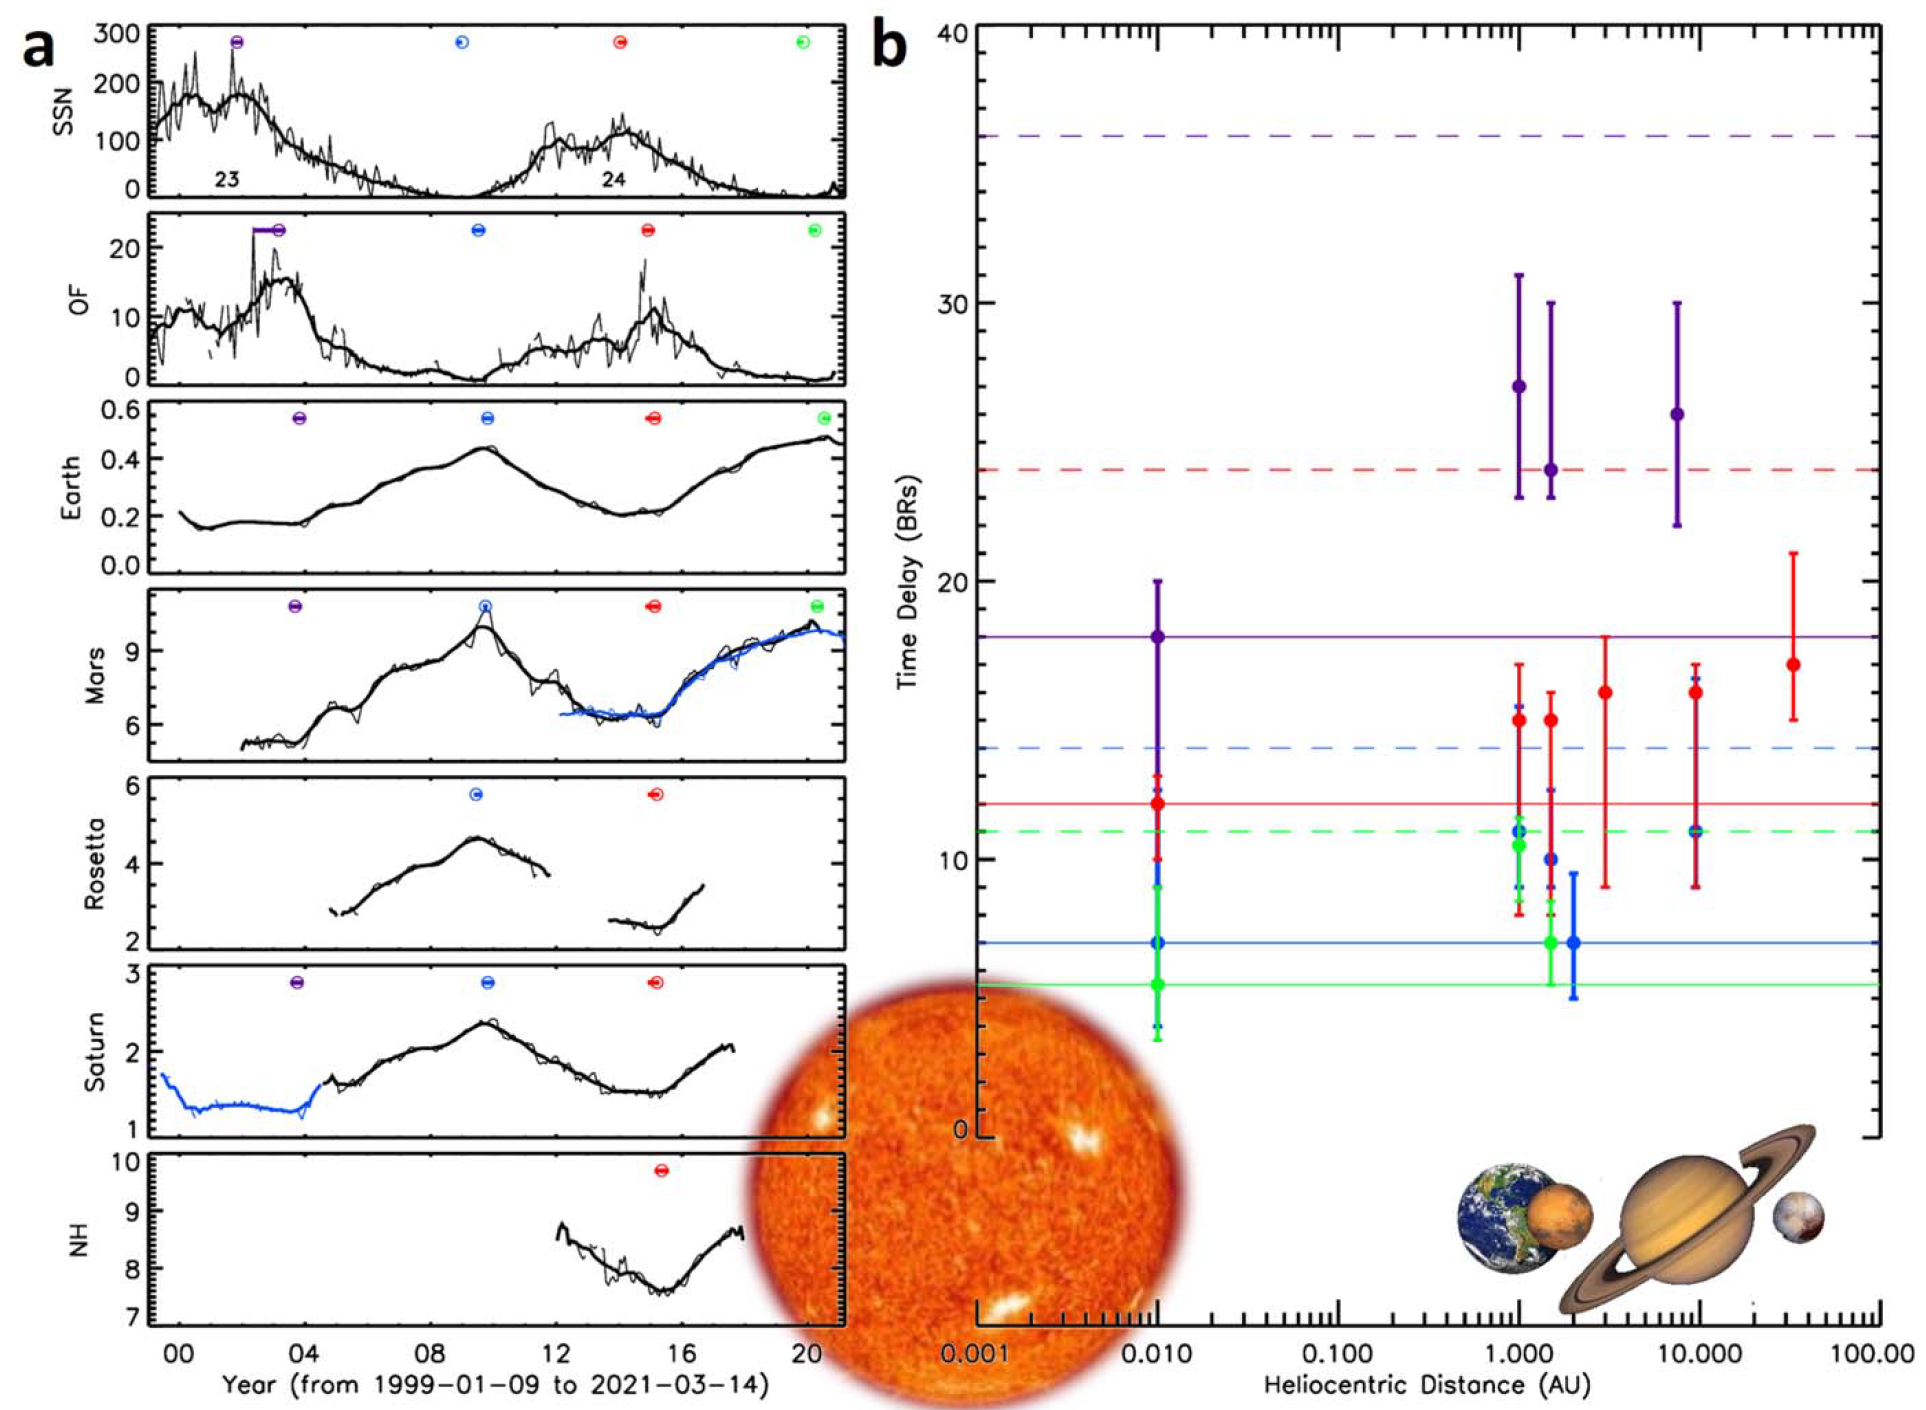 a
300
200
100
0
SSN
23
24
20
10
0
OF
0.6
0.4
0.2
0.0
Earth
9
6
Mars
6
4
2
Rosetta
3
2
1
Saturn
10
9
8
7
NH
00 04 08 12 16 20
Year (from 1999-01-09 to 2021-03-14)
b
40
30
20
10
0
Time Delay (BRs)
0.001 0.010 0.100 1.000 10.000 100.00
Heliocentric Distance (AU)